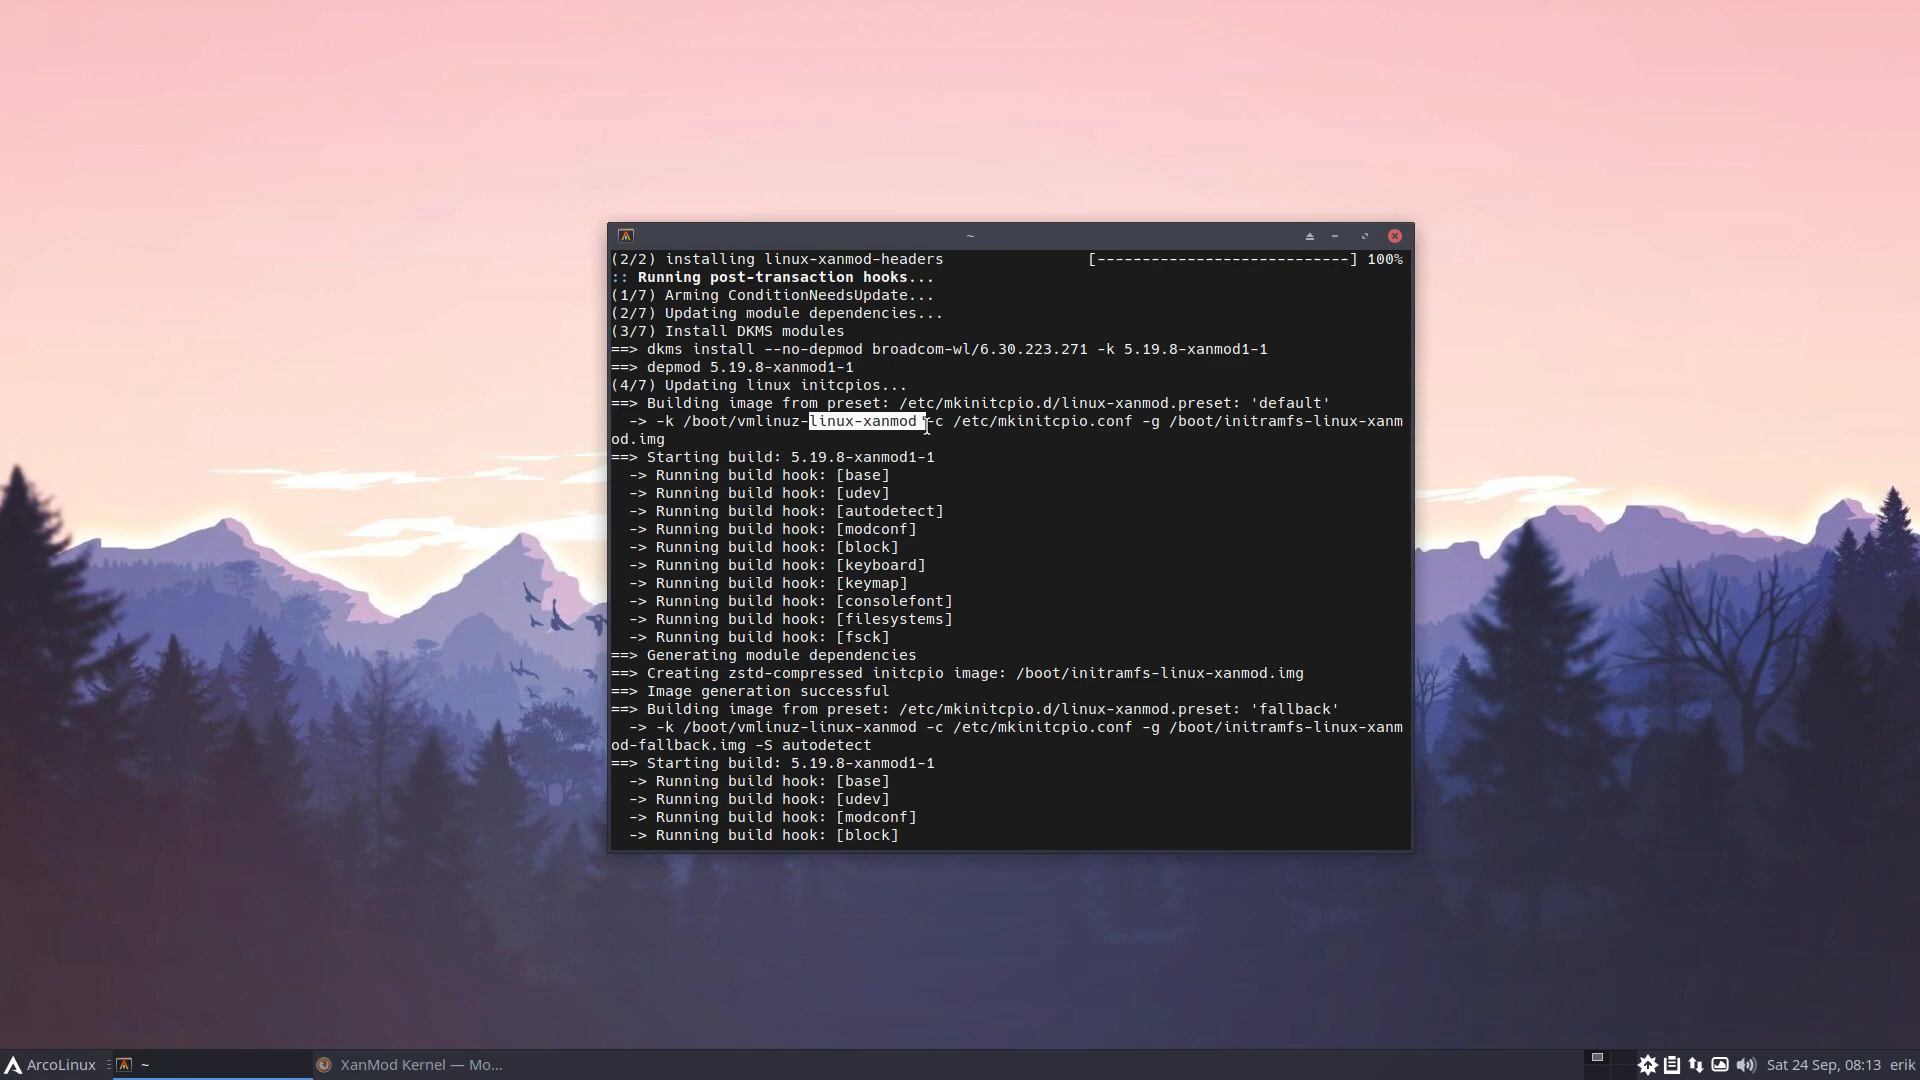 ~
(2/2) installing linux-xanmod-headers [----------------------------] 100%
:: Running post-transaction hooks...
(1/7) Arming ConditionNeedsUpdate...
(2/7) Updating module dependencies...
(3/7) Install DKMS modules
==> dkms install --no-depmod broadcom-wl/6.30.223.271 -k 5.19.8-xanmod1-1
==> depmod 5.19.8-xanmod1-1
(4/7) Updating linux initcpios...
==> Building image from preset: /etc/mkinitcpio.d/linux-xanmod.preset: 'default'
-> -k /boot/vmlinuz-linux-xanmod -c /etc/mkinitcpio.conf -g /boot/initramfs-linux-xanm
od.img
==> Starting build: 5.19.8-xanmod1-1
-> Running build hook: [base]
-> Running build hook: [udev]
-> Running build hook: [autodetect]
-> Running build hook: [modconf]
-> Running build hook: [block]
-> Running build hook: [keyboard]
-> Running build hook: [keymap]
-> Running build hook: [consolefont]
-> Running build hook: [filesystems]
-> Running build hook: [fsck]
==> Generating module dependencies
==> Creating zstd-compressed initcpio image: /boot/initramfs-linux-xanmod.img
==> Image generation successful
==> Building image from preset: /etc/mkinitcpio.d/linux-xanmod.preset: 'fallback'
-> -k /boot/vmlinuz-linux-xanmod -c /etc/mkinitcpio.conf -g /boot/initramfs-linux-xanm
od-fallback.img -S autodetect
==> Starting build: 5.19.8-xanmod1-1
-> Running build hook: [base]
-> Running build hook: [udev]
-> Running build hook: [modconf]
-> Running build hook: [block]
ArcoLinux ~ XanMod Kernel — Mo... Sat 24 Sep, 08:13 erik